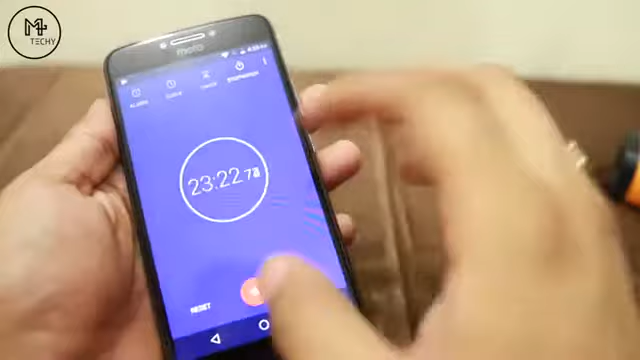 M+
TECHY
moto
ALARM
CLOCK
TIMER
STOPWATCH
23:22
RESET